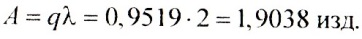 A = qλ = 0,9519 · 2 = 1,9038 изд.